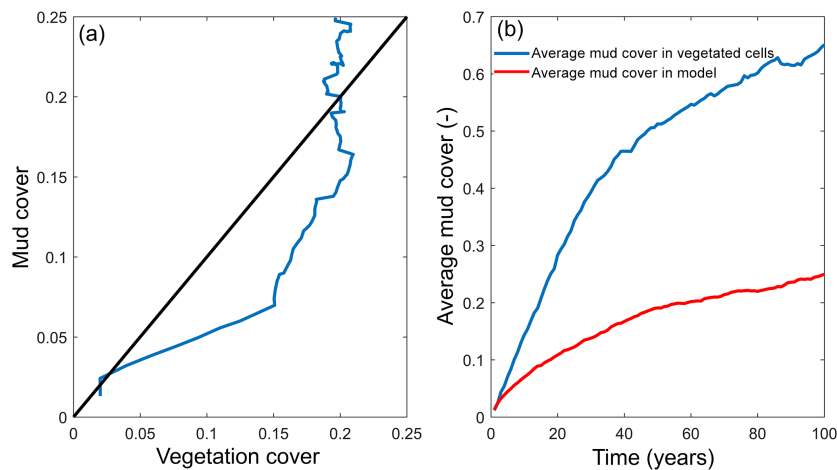 (a)
0.25
0.2
0.15
0.1
0.05
0
Mud cover
0 0.05 0.1 0.15 0.2 0.25
Vegetation cover
(b)
0.7
0.6
0.5
0.4
0.3
0.2
0.1
0
Average mud cover (-)
Average mud cover in vegetated cells
Average mud cover in model
0 20 40 60 80 100
Time (years)